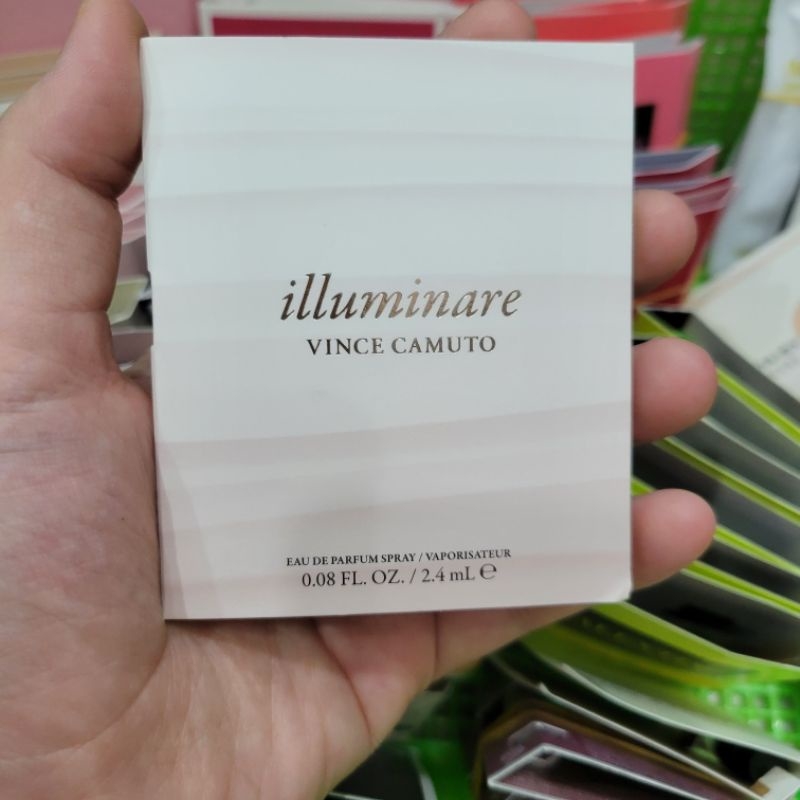 illuminare
VINCE CAMUTO
EAU DE PARFUM SPRAY / VAPORISATEUR
0.08 FL. OZ. / 2.4 mL ℮